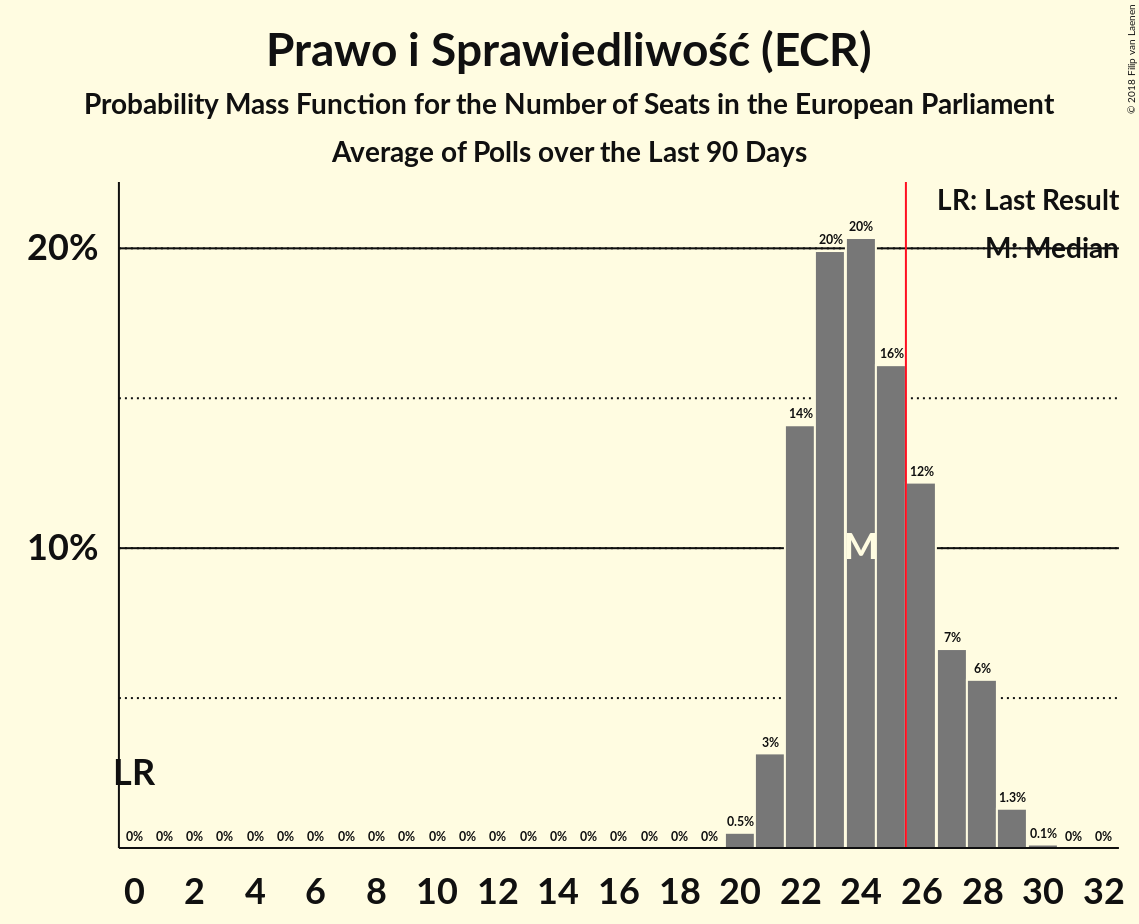 Prawo i Sprawiedliwość (ECR)
Probability Mass Function for the Number of Seats in the European Parliament
Average of Polls over the Last 90 Days
© 2018 Filip van Laenen
LR: Last Result
M: Median
20%
10%
20% 20%
16%
14%
12%
M
7%
6%
3%
LR
1.3%
0.5%
0.1%
0% 0% 0% 0% 0% 0% 0% 0% 0% 0% 0% 0% 0% 0% 0% 0% 0% 0% 0% 0% 0% 0%
0 2 4 6 8 10 12 14 16 18 20 22 24 26 28 30 32